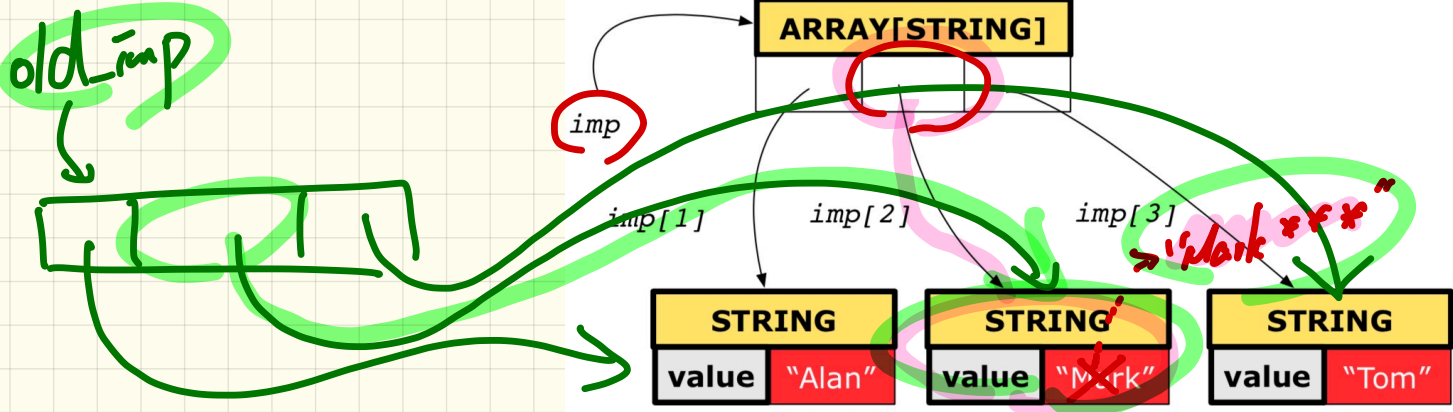 old_imp
ARRAY[STRING]
imp
imp[1]
imp[2]
imp[3]
"Mark ***"
STRING
value
“Alan”
STRING
value
“Mark”
STRING
value
“Tom”